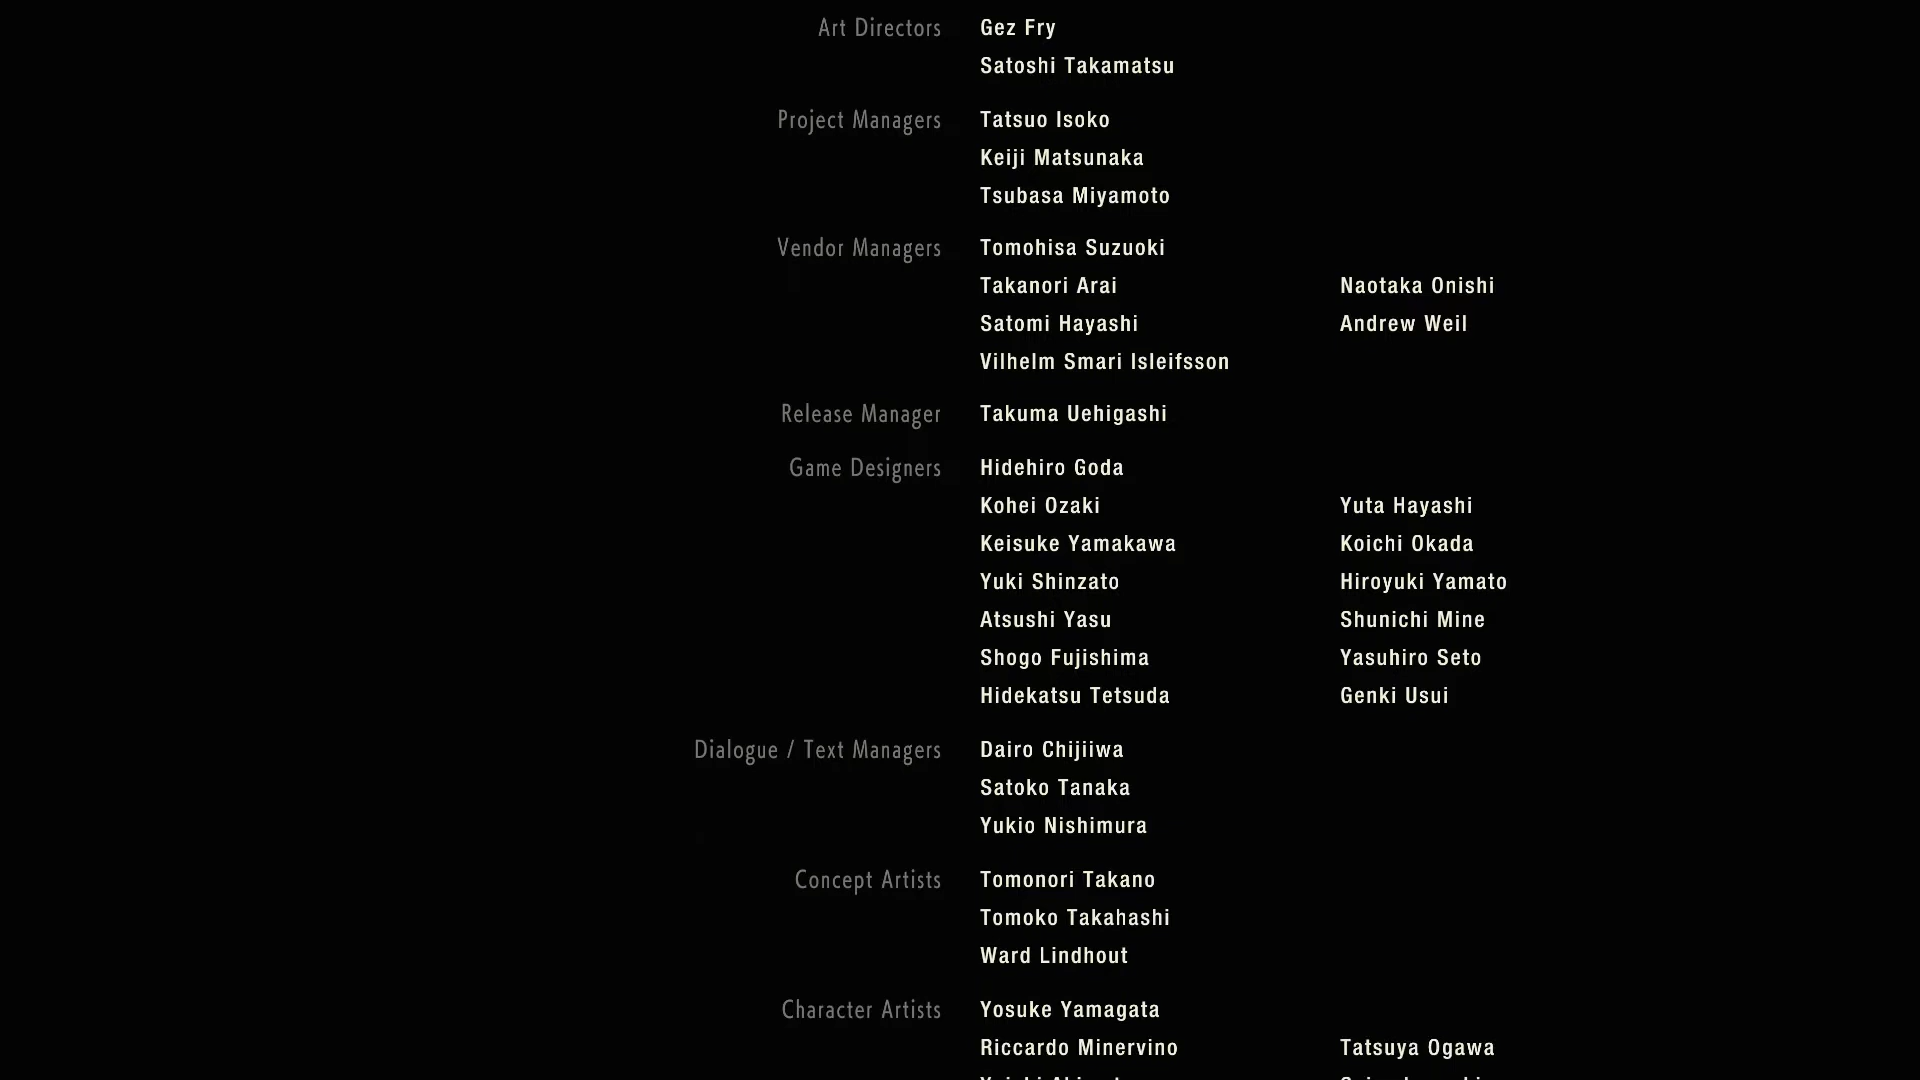 Art Directors Gez Fry
Satoshi Takamatsu
Project Managers Tatsuo Isoko
Keiji Matsunaka
Tsubasa Miyamoto
Vendor Managers Tomohisa Suzuoki
Takanori Arai Naotaka Onishi
Satomi Hayashi Andrew Weil
Vilhelm Smari Isleifsson
Release Manager Takuma Uehigashi
Game Designers Hidehiro Goda
Kohei Ozaki Yuta Hayashi
Keisuke Yamakawa Koichi Okada
Yuki Shinzato Hiroyuki Yamato
Atsushi Yasu Shunichi Mine
Shogo Fujishima Yasuhiro Seto
Hidekatsu Tetsuda Genki Usui
Dialogue / Text Managers Dairo Chijiiwa
Satoko Tanaka
Yukio Nishimura
Concept Artists Tomonori Takano
Tomoko Takahashi
Ward Lindhout
Character Artists Yosuke Yamagata
Riccardo Minervino Tatsuya Ogawa